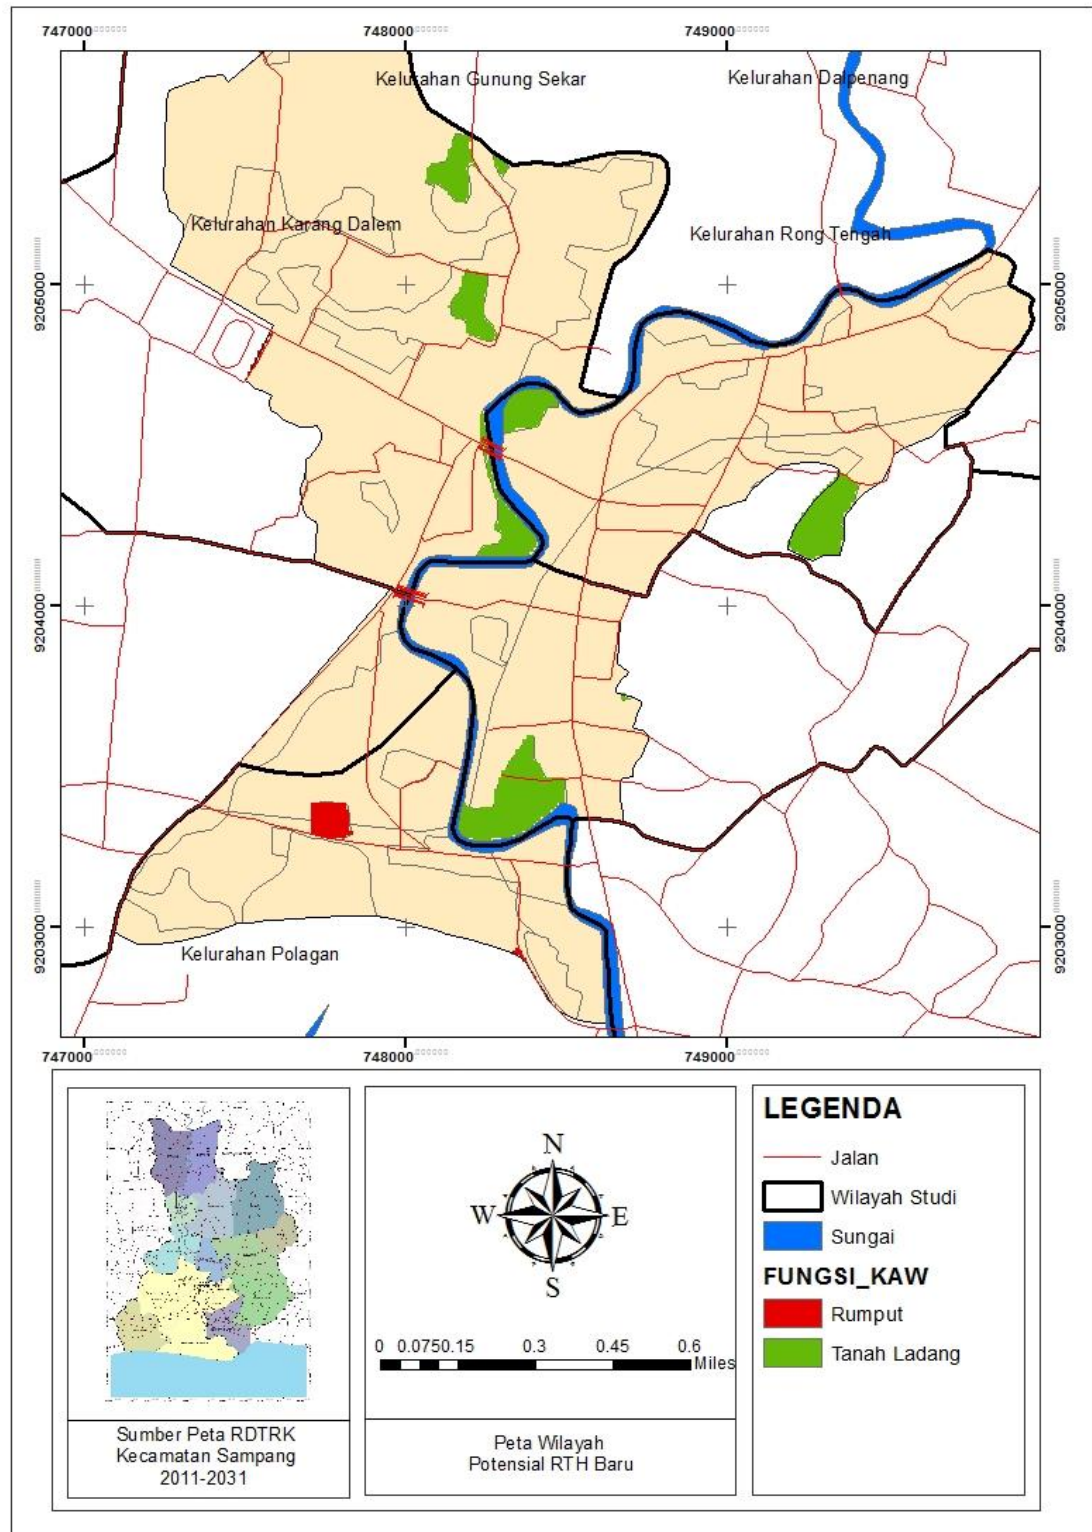 747000
748000
749000
Kelurahan Gunung Sekar
Kelurahan Dalpenang
Kelurahan Karang Dalem
Kelurahan Rong Tengah
9205000
9205000
9204000
9204000
9203000
9203000
Kelurahan Polagan
747000
748000
749000
Sumber Peta RDTRK
Kecamatan Sampang
2011-2031
N
W
E
S
0 0.0750.15 0.3 0.45 0.6
Miles
Peta Wilayah
Potensial RTH Baru
LEGENDA
Jalan
Wilayah Studi
Sungai
FUNGSI_KAW
Rumput
Tanah Ladang